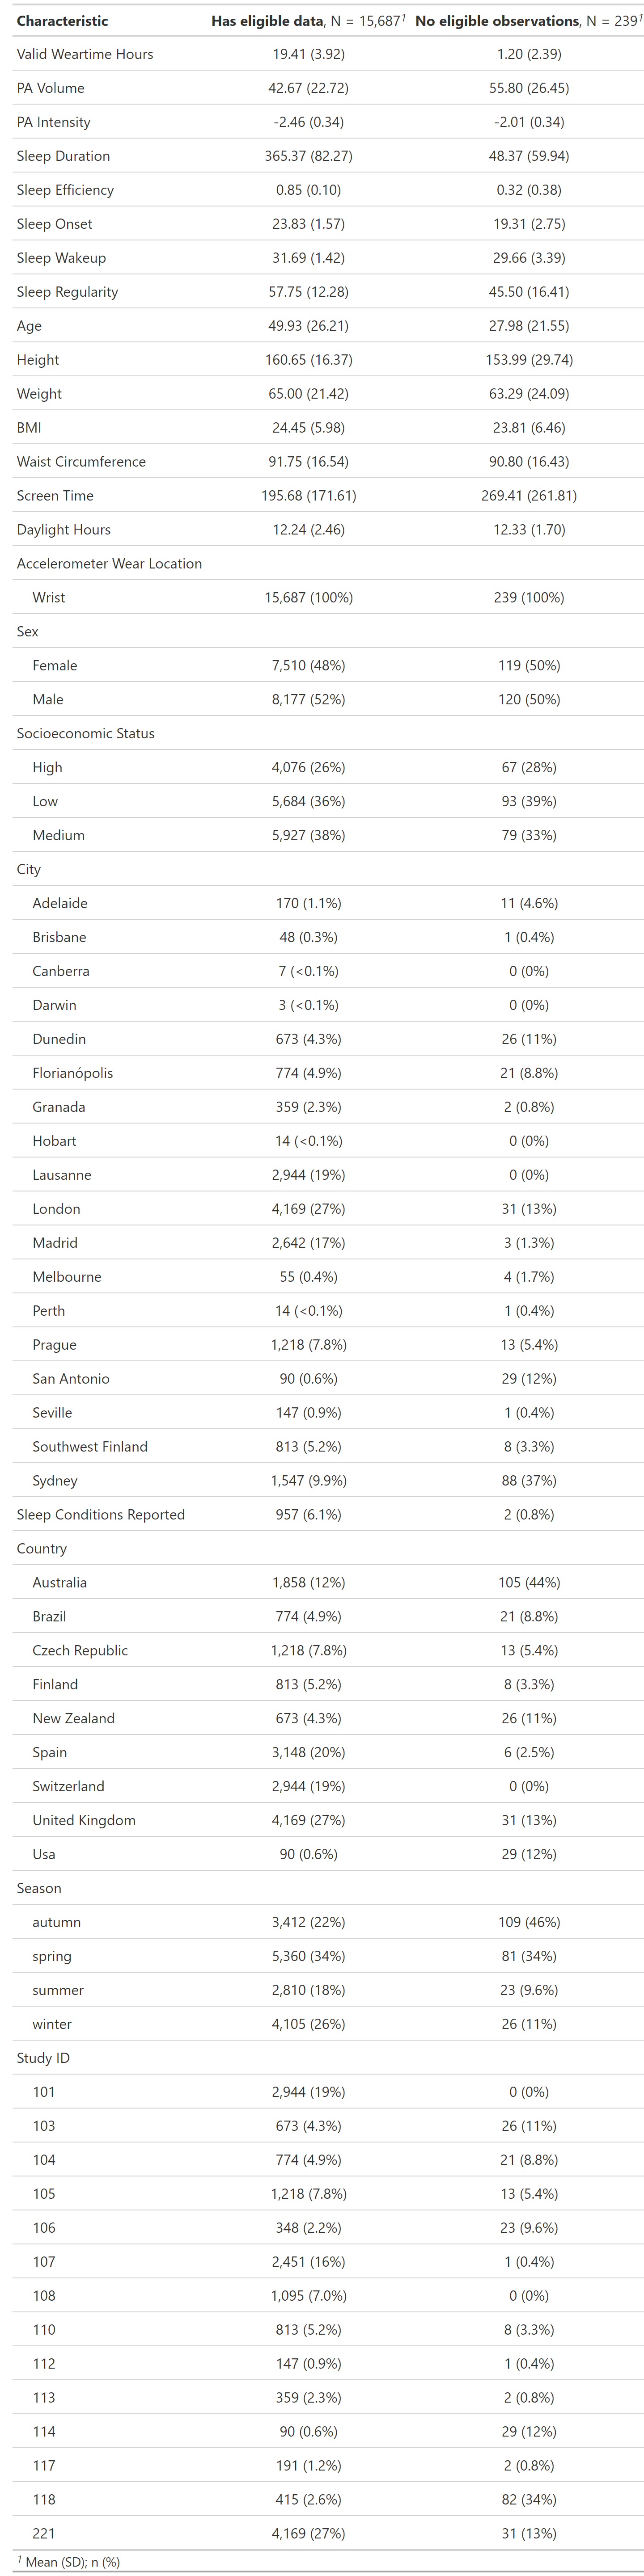 Characteristic Has eligible data, N = 15,687¹ No eligible observations, N = 239¹
Valid Weartime Hours 19.41 (3.92) 1.20 (2.39)
PA Volume 42.67 (22.72) 55.80 (26.45)
PA Intensity -2.46 (0.34) -2.01 (0.34)
Sleep Duration 365.37 (82.27) 48.37 (59.94)
Sleep Efficiency 0.85 (0.10) 0.32 (0.38)
Sleep Onset 23.83 (1.57) 19.31 (2.75)
Sleep Wakeup 31.69 (1.42) 29.66 (3.39)
Sleep Regularity 57.75 (12.28) 45.50 (16.41)
Age 49.93 (26.21) 27.98 (21.55)
Height 160.65 (16.37) 153.99 (29.74)
Weight 65.00 (21.42) 63.29 (24.09)
BMI 24.45 (5.98) 23.81 (6.46)
Waist Circumference 91.75 (16.54) 90.80 (16.43)
Screen Time 195.68 (171.61) 269.41 (261.81)
Daylight Hours 12.24 (2.46) 12.33 (1.70)
Accelerometer Wear Location
Wrist 15,687 (100%) 239 (100%)
Sex
Female 7,510 (48%) 119 (50%)
Male 8,177 (52%) 120 (50%)
Socioeconomic Status
High 4,076 (26%) 67 (28%)
Low 5,684 (36%) 93 (39%)
Medium 5,927 (38%) 79 (33%)
City
Adelaide 170 (1.1%) 11 (4.6%)
Brisbane 48 (0.3%) 1 (0.4%)
Canberra 7 (<0.1%) 0 (0%)
Darwin 3 (<0.1%) 0 (0%)
Dunedin 673 (4.3%) 26 (11%)
Florianópolis 774 (4.9%) 21 (8.8%)
Granada 359 (2.3%) 2 (0.8%)
Hobart 14 (<0.1%) 0 (0%)
Lausanne 2,944 (19%) 0 (0%)
London 4,169 (27%) 31 (13%)
Madrid 2,642 (17%) 3 (1.3%)
Melbourne 55 (0.4%) 4 (1.7%)
Perth 14 (<0.1%) 1 (0.4%)
Prague 1,218 (7.8%) 13 (5.4%)
San Antonio 90 (0.6%) 29 (12%)
Seville 147 (0.9%) 1 (0.4%)
Southwest Finland 813 (5.2%) 8 (3.3%)
Sydney 1,547 (9.9%) 88 (37%)
Sleep Conditions Reported 957 (6.1%) 2 (0.8%)
Country
Australia 1,858 (12%) 105 (44%)
Brazil 774 (4.9%) 21 (8.8%)
Czech Republic 1,218 (7.8%) 13 (5.4%)
Finland 813 (5.2%) 8 (3.3%)
New Zealand 673 (4.3%) 26 (11%)
Spain 3,148 (20%) 6 (2.5%)
Switzerland 2,944 (19%) 0 (0%)
United Kingdom 4,169 (27%) 31 (13%)
Usa 90 (0.6%) 29 (12%)
Season
autumn 3,412 (22%) 109 (46%)
spring 5,360 (34%) 81 (34%)
summer 2,810 (18%) 23 (9.6%)
winter 4,105 (26%) 26 (11%)
Study ID
101 2,944 (19%) 0 (0%)
103 673 (4.3%) 26 (11%)
104 774 (4.9%) 21 (8.8%)
105 1,218 (7.8%) 13 (5.4%)
106 348 (2.2%) 23 (9.6%)
107 2,451 (16%) 1 (0.4%)
108 1,095 (7.0%) 0 (0%)
110 813 (5.2%) 8 (3.3%)
112 147 (0.9%) 1 (0.4%)
113 359 (2.3%) 2 (0.8%)
114 90 (0.6%) 29 (12%)
117 191 (1.2%) 2 (0.8%)
118 415 (2.6%) 82 (34%)
221 4,169 (27%) 31 (13%)
¹ Mean (SD); n (%)